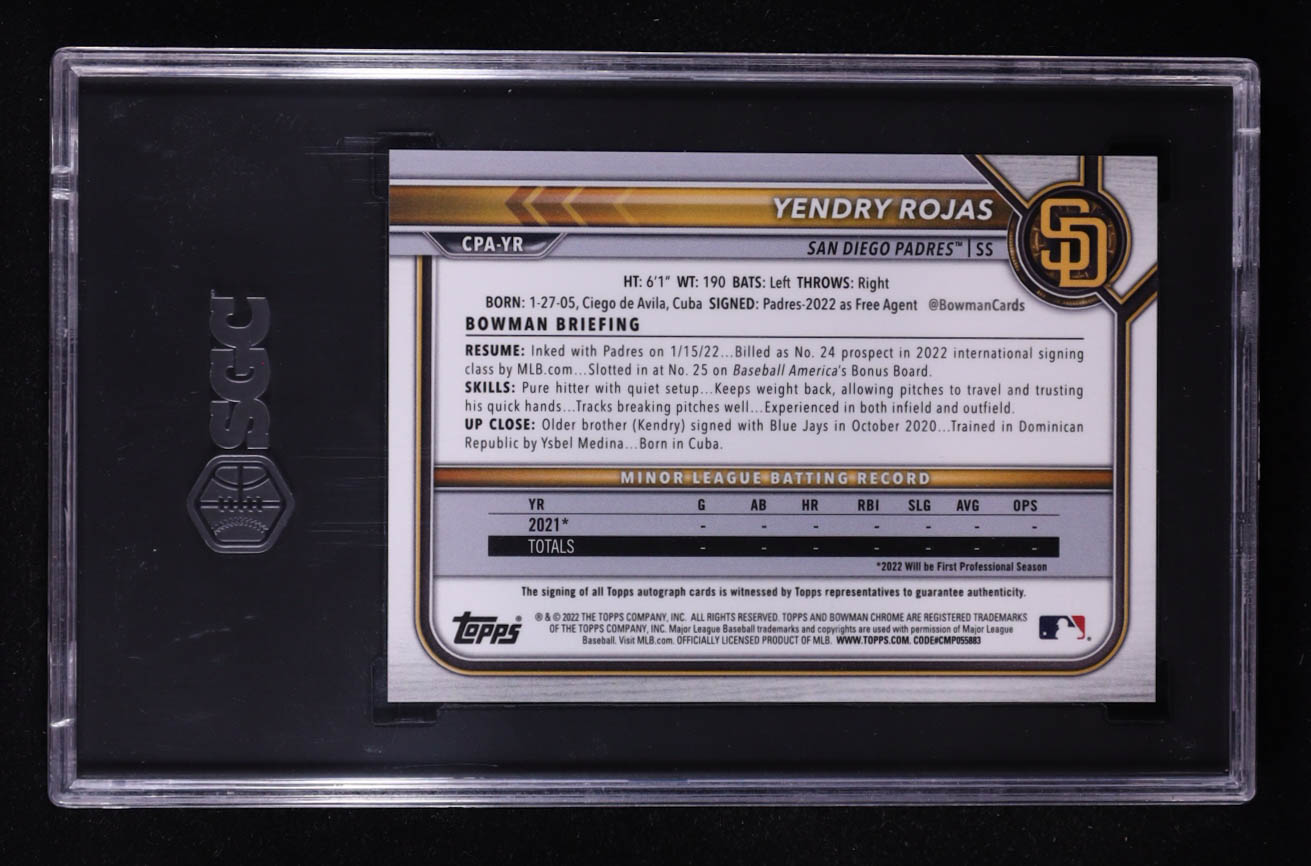 SGC
YENDRY ROJAS
CPA-YR
SAN DIEGO PADRES™ | SS
SD
HT: 6'1" WT: 190 BATS: Left THROWS: Right
BORN: 1-27-05, Ciego de Avila, Cuba SIGNED: Padres-2022 as Free Agent @BowmanCards
BOWMAN BRIEFING
RESUME: Inked with Padres on 1/15/22...Billed as No. 24 prospect in 2022 international signing
class by MLB.com...Slotted in at No. 25 on Baseball America's Bonus Board.
SKILLS: Pure hitter with quiet setup...Keeps weight back, allowing pitches to travel and trusting
his quick hands...Tracks breaking pitches well...Experienced in both infield and outfield.
UP CLOSE: Older brother (Kendry) signed with Blue Jays in October 2020...Trained in Dominican
Republic by Ysbel Medina...Born in Cuba.
MINOR LEAGUE BATTING RECORD
YR G AB HR RBI SLG AVG OPS
2021* - - - - - - -
TOTALS - - - - - - -
*2022 Will be First Professional Season
The signing of all Topps autograph cards is witnessed by Topps representatives to guarantee authenticity.
Topps®
® & © 2022 THE TOPPS COMPANY, INC. ALL RIGHTS RESERVED. TOPPS AND BOWMAN CHROME ARE REGISTERED TRADEMARKS
OF THE TOPPS COMPANY, INC. Major League Baseball trademarks and copyrights are used with permission of Major League
Baseball. Visit MLB.com. OFFICIALLY LICENSED PRODUCT OF MLB. WWW.TOPPS.COM. CODE#CMP055883